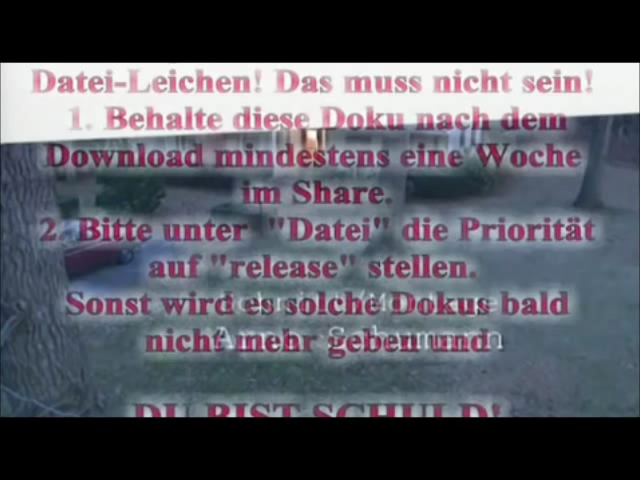 Datei-Leichen! Das muss nicht sein!
1. Behalte diese Doku nach dem
Download mindestens eine Woche
im Share.
2. Bitte unter "Datei" die Priorität
auf "release" stellen.
Sonst wird es solche Dokus bald
nicht mehr geben und
Schumann
DU BIST SCHULD!